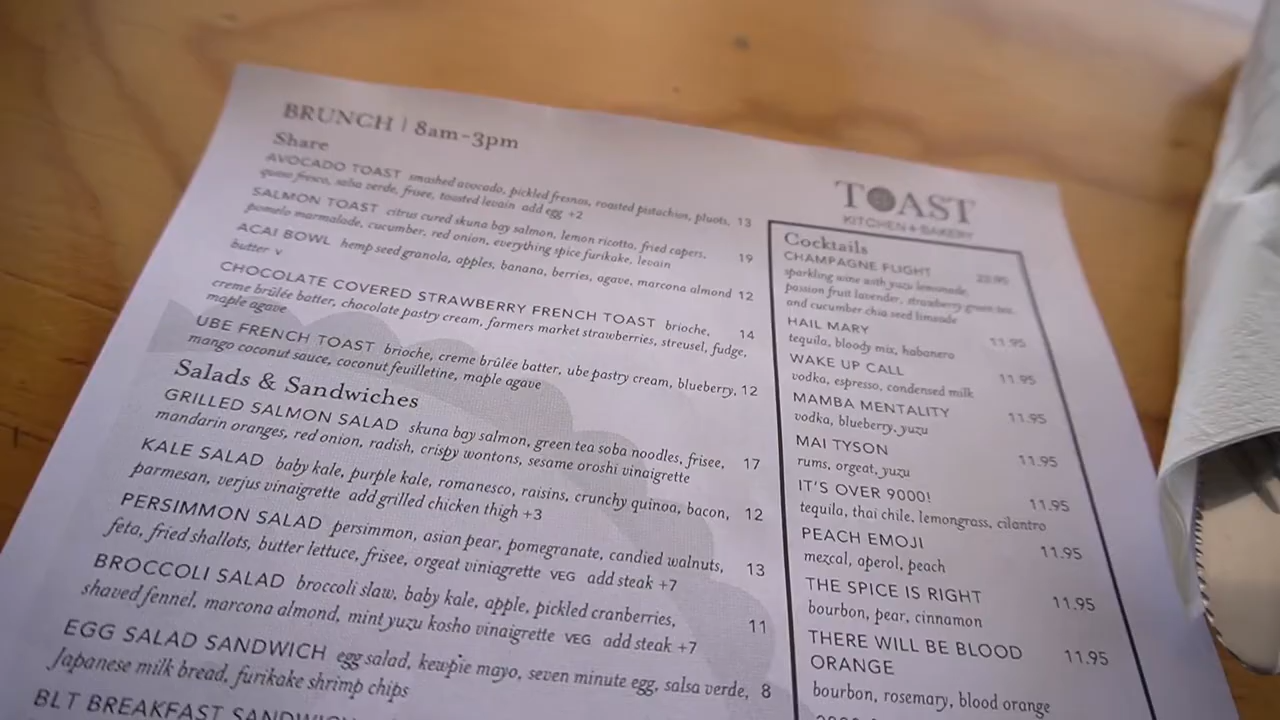 BRUNCH | 8am-3pm
Share
AVOCADO TOAST smashed avocado, pickled fresnos, roasted pistachios, pluots, 13
queso fresco, salsa verde, frisee, toasted levain add egg +2
SALMON TOAST citrus cured skuna bay salmon, lemon ricotta, fried capers, 19
pomelo marmalade, cucumber, red onion, everything spice furikake, levain
ACAI BOWL hemp seed granola, apples, banana, berries, agave, marcona almond 12
butter v
CHOCOLATE COVERED STRAWBERRY FRENCH TOAST brioche, 14
creme brûlée batter, chocolate pastry cream, farmers market strawberries, streusel, fudge,
maple agave
UBE FRENCH TOAST brioche, creme brûlée batter, ube pastry cream, blueberry, 12
mango coconut sauce, coconut feuilletine, maple agave
Salads & Sandwiches
GRILLED SALMON SALAD skuna bay salmon, green tea soba noodles, frisee, 17
mandarin oranges, red onion, radish, crispy wontons, sesame oroshi vinaigrette
KALE SALAD baby kale, purple kale, romanesco, raisins, crunchy quinoa, bacon, 12
parmesan, verjus vinaigrette add grilled chicken thigh +3
PERSIMMON SALAD persimmon, asian pear, pomegranate, candied walnuts, 13
feta, fried shallots, butter lettuce, frisee, orgeat viniagrette VEG add steak +7
BROCCOLI SALAD broccoli slaw, baby kale, apple, pickled cranberries, 11
shaved fennel, marcona almond, mint yuzu kosho vinaigrette VEG add steak +7
EGG SALAD SANDWICH egg salad, kewpie mayo, seven minute egg, salsa verde, 8
Japanese milk bread, furikake shrimp chips
BLT BREAKFAST SANDWICH
TOAST
KITCHEN + BAKERY
Cocktails
CHAMPAGNE FLIGHT
sparkling wine with yuzu lemonade,
passion fruit lavender, strawberry green tea,
and cucumber chia seed limeade
HAIL MARY 11.95
tequila, bloody mix, habanero
WAKE UP CALL 11.95
vodka, espresso, condensed milk
MAMBA MENTALITY 11.95
vodka, blueberry, yuzu
MAI TYSON 11.95
rums, orgeat, yuzu
IT'S OVER 9000! 11.95
tequila, thai chile, lemongrass, cilantro
PEACH EMOJI 11.95
mezcal, aperol, peach
THE SPICE IS RIGHT 11.95
bourbon, pear, cinnamon
THERE WILL BE BLOOD 11.95
ORANGE
bourbon, rosemary, blood orange